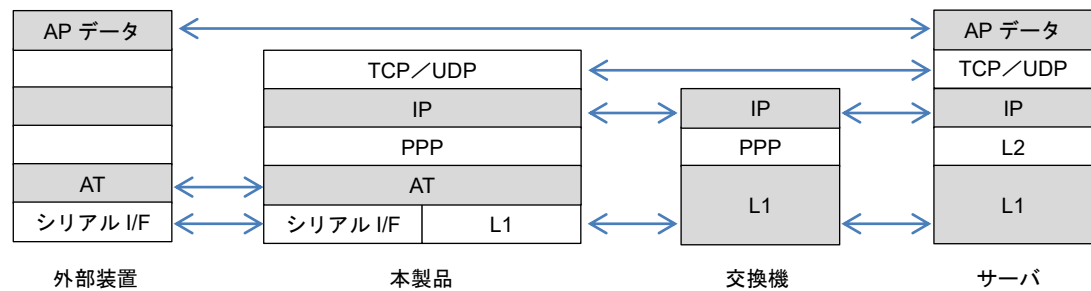 AP データ
AP データ
TCP／UDP
TCP／UDP
IP
IP
IP
PPP
PPP
L2
AT
AT
L1
L1
シリアル I/F
シリアル I/F
L1
外部装置
本製品
交換機
サーバ